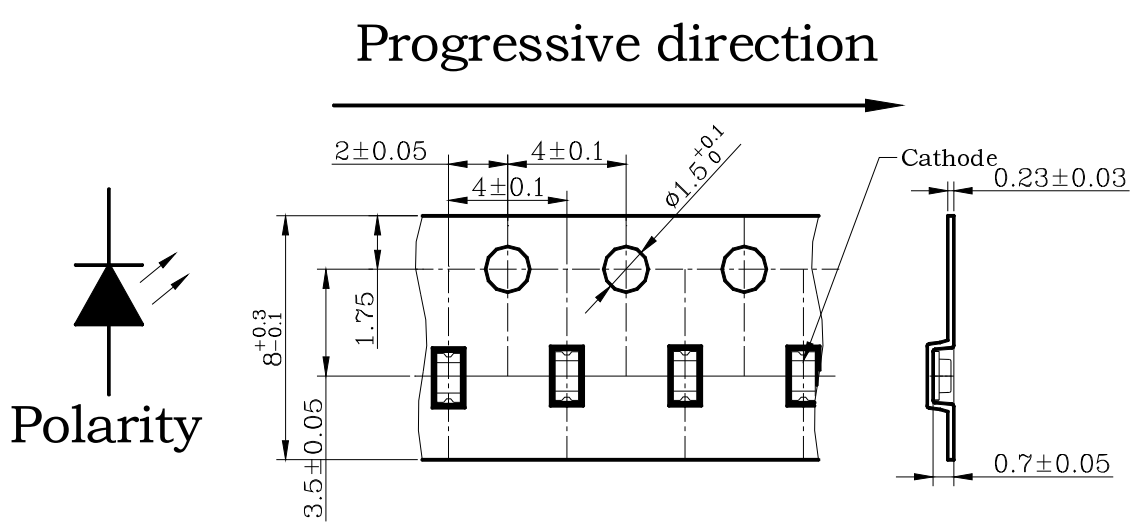 Progressive direction
2±0.05
4±0.1
4±0.1
ø1.5+0.1 0
Cathode
0.23±0.03
1.75
8+0.3 -0.1
3.5±0.05
Polarity
0.7±0.05